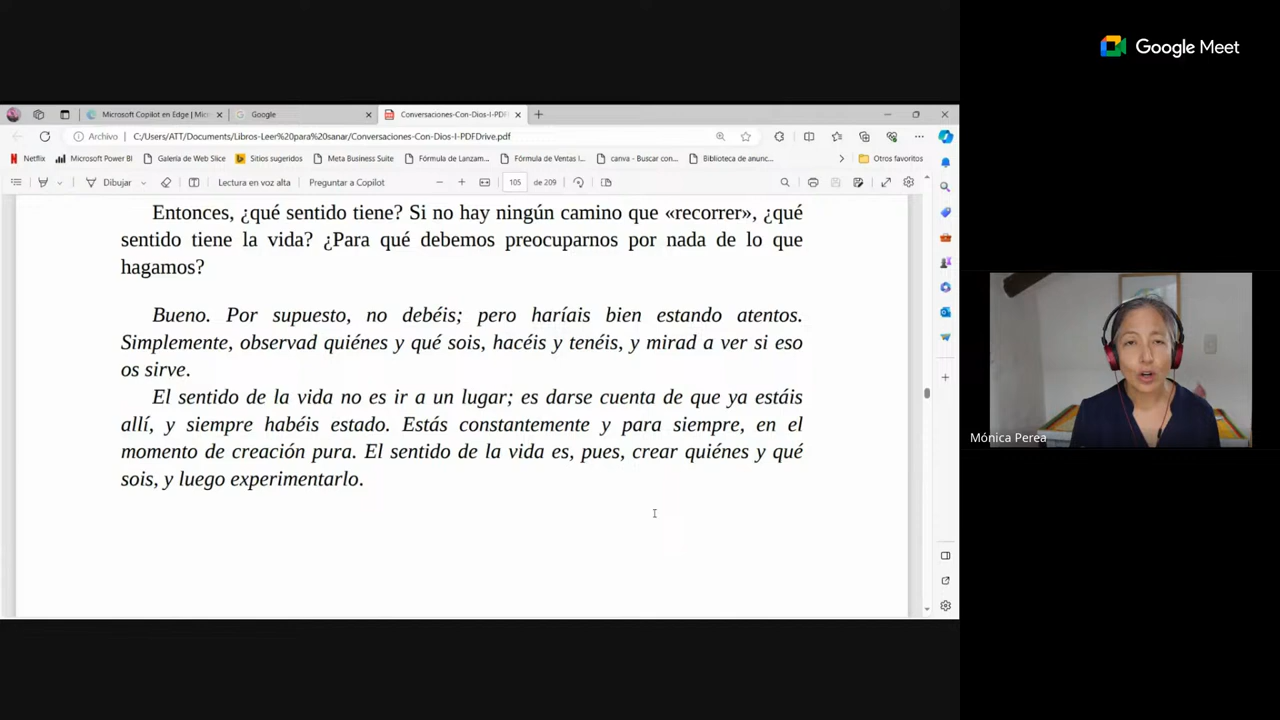 Google Meet
Microsoft Copilot en Edge | Micr
Google
Conversaciones-Con-Dios-I-PDFD
Archivo
C:/Users/ATT/Documents/Libros-Leer%20para%20sanar/Conversaciones-Con-Dios-I-PDFDrive.pdf
Netflix
Microsoft Power BI
Galería de Web Slice
Sitios sugeridos
Meta Business Suite
Fórmula de Lanzam...
Fórmula de Ventas I...
canva - Buscar con...
Biblioteca de anunc...
Otros favoritos
Dibujar
Lectura en voz alta
Preguntar a Copilot
105
de 209
Entonces, ¿qué sentido tiene? Si no hay ningún camino que «recorrer», ¿qué
sentido tiene la vida? ¿Para qué debemos preocuparnos por nada de lo que
hagamos?
Bueno. Por supuesto, no debéis; pero haríais bien estando atentos.
Simplemente, observad quiénes y qué sois, hacéis y tenéis, y mirad a ver si eso
os sirve.
El sentido de la vida no es ir a un lugar; es darse cuenta de que ya estáis
allí, y siempre habéis estado. Estás constantemente y para siempre, en el
momento de creación pura. El sentido de la vida es, pues, crear quiénes y qué
sois, y luego experimentarlo.
Mónica Perea